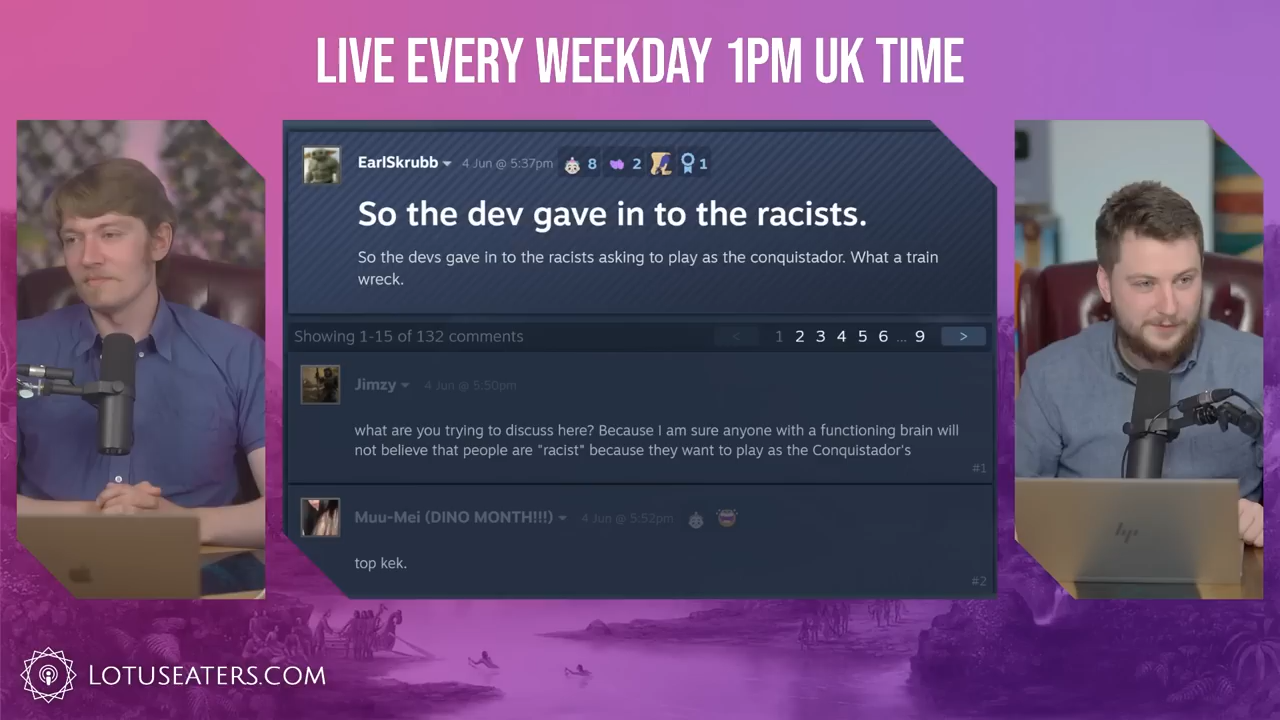 LIVE EVERY WEEKDAY 1PM UK TIME
EarlSkrubb 4 Jun @ 5:37pm 8 2 1
So the dev gave in to the racists.
So the devs gave in to the racists asking to play as the conquistador. What a train
wreck.
Showing 1-15 of 132 comments < 1 2 3 4 5 6 ... 9 >
Jimzy 4 Jun @ 5:50pm
what are you trying to discuss here? Because I am sure anyone with a functioning brain will
not believe that people are "racist" because they want to play as the Conquistador's
#1
Muu-Mei (DINO MONTH!!!) 4 Jun @ 5:52pm
top kek.
#2
hp
LOTUSEATERS.COM